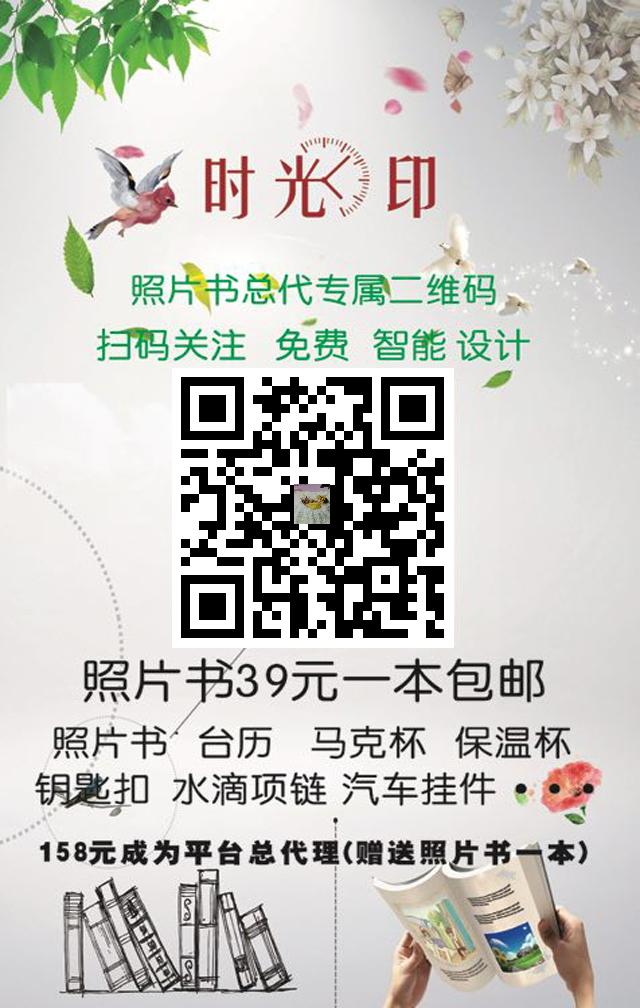 时光印
照片书总代专属二维码
扫码关注 免费 智能 设计
照片书39元一本包邮
照片书 台历 马克杯 保温杯
钥匙扣 水滴项链 汽车挂件
158元成为平台总代理(赠送照片书一本)